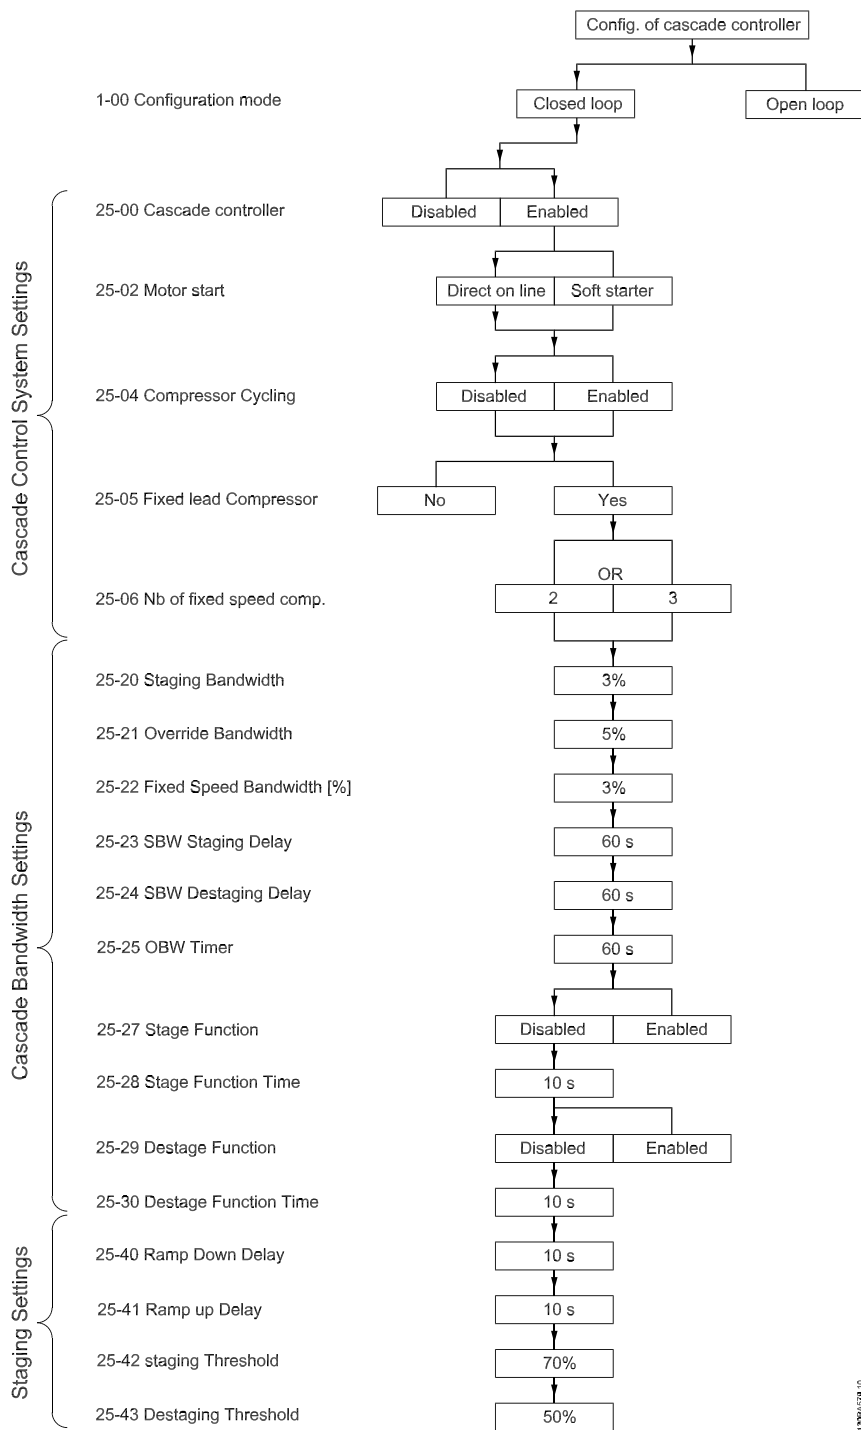 Config. of cascade controller
1-00 Configuration mode
Closed loop
Open loop
Cascade Control System Settings
25-00 Cascade controller
Disabled
Enabled
25-02 Motor start
Direct on line
Soft starter
25-04 Compressor Cycling
Disabled
Enabled
25-05 Fixed lead Compressor
No
Yes
OR
25-06 Nb of fixed speed comp.
2
3
Cascade Bandwidth Settings
25-20 Staging Bandwidth
3%
25-21 Override Bandwidth
5%
25-22 Fixed Speed Bandwidth [%]
3%
25-23 SBW Staging Delay
60 s
25-24 SBW Destaging Delay
60 s
25-25 OBW Timer
60 s
25-27 Stage Function
Disabled
Enabled
25-28 Stage Function Time
10 s
25-29 Destage Function
Disabled
Enabled
25-30 Destage Function Time
10 s
Staging Settings
25-40 Ramp Down Delay
10 s
25-41 Ramp up Delay
10 s
25-42 staging Threshold
70%
25-43 Destaging Threshold
50%